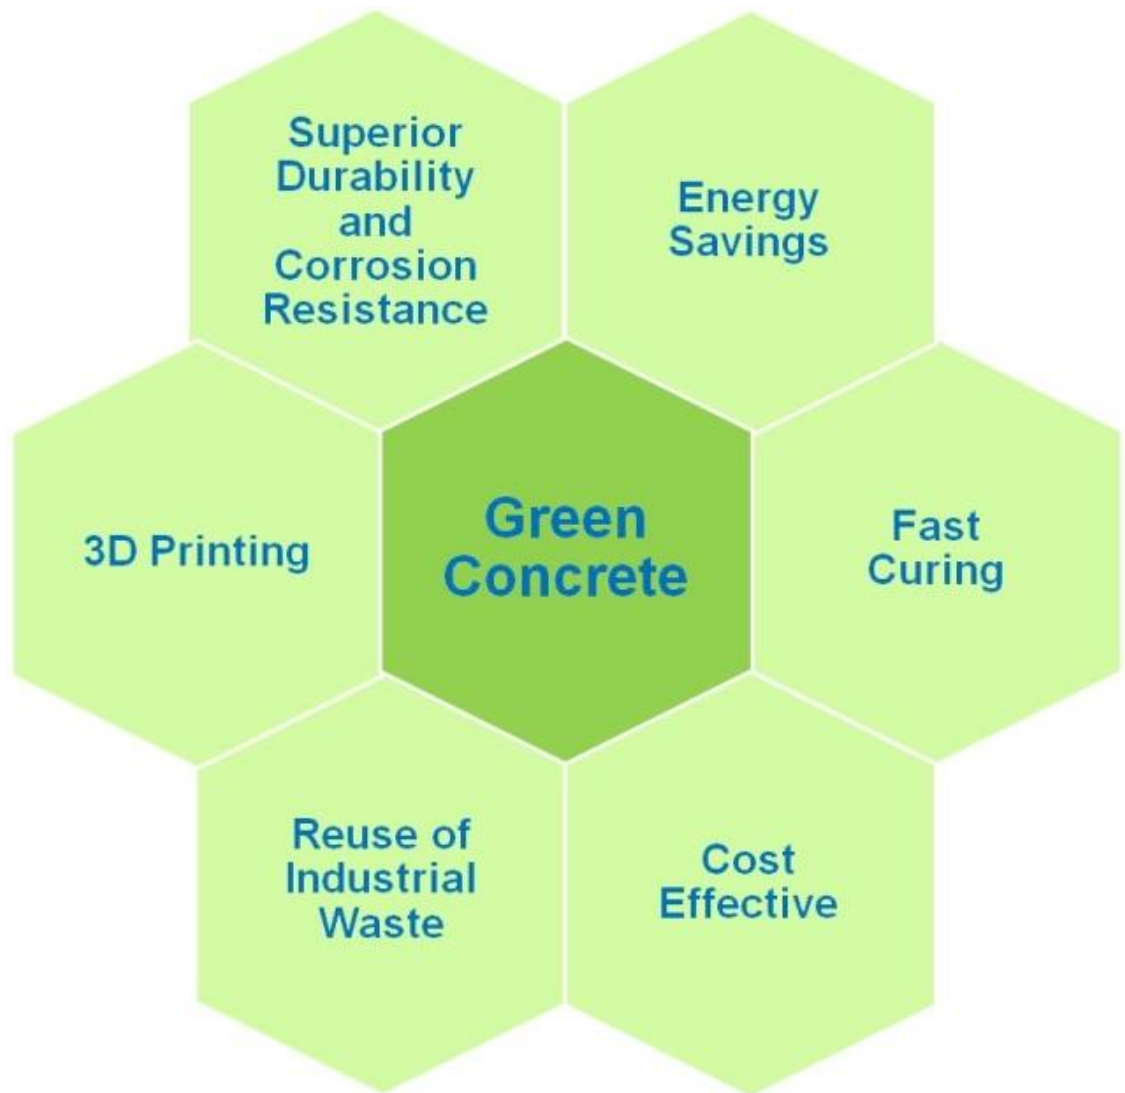 Superior
Durability
and
Corrosion
Resistance
Energy
Savings
3D Printing
Green
Concrete
Fast
Curing
Reuse of
Industrial
Waste
Cost
Effective